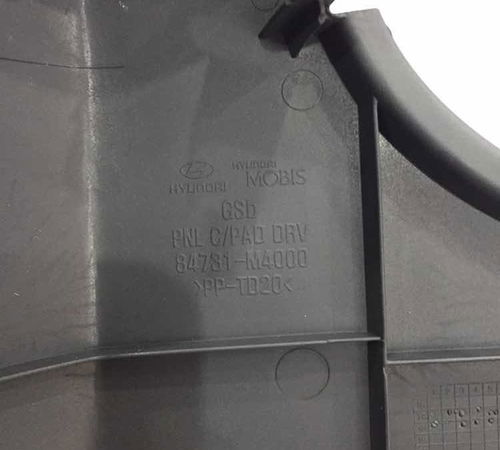 HYUNDAI
HYUNDAI
MOBIS
GSb
PNL C/PAD DRV
84731-M4000
>PP-TD20<